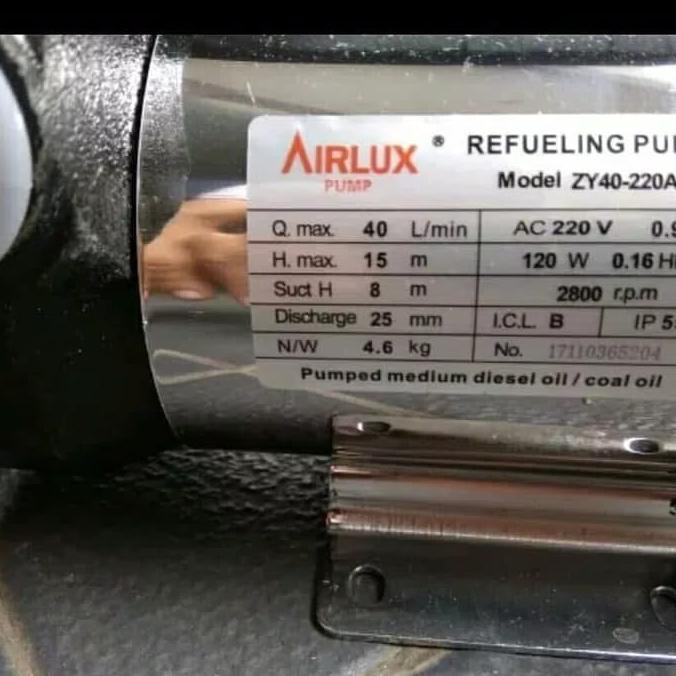 AIRLUX ® REFUELING PU
PUMP
Model ZY40-220A
Q. max. 40 L/min AC 220 V 0.9
H. max. 15 m 120 W 0.16 H
Suct H 8 m 2800 r.p.m
Discharge 25 mm I.C.L. B IP 5
N/W 4.6 kg No. 17110365204
Pumped medium diesel oil / coal oil